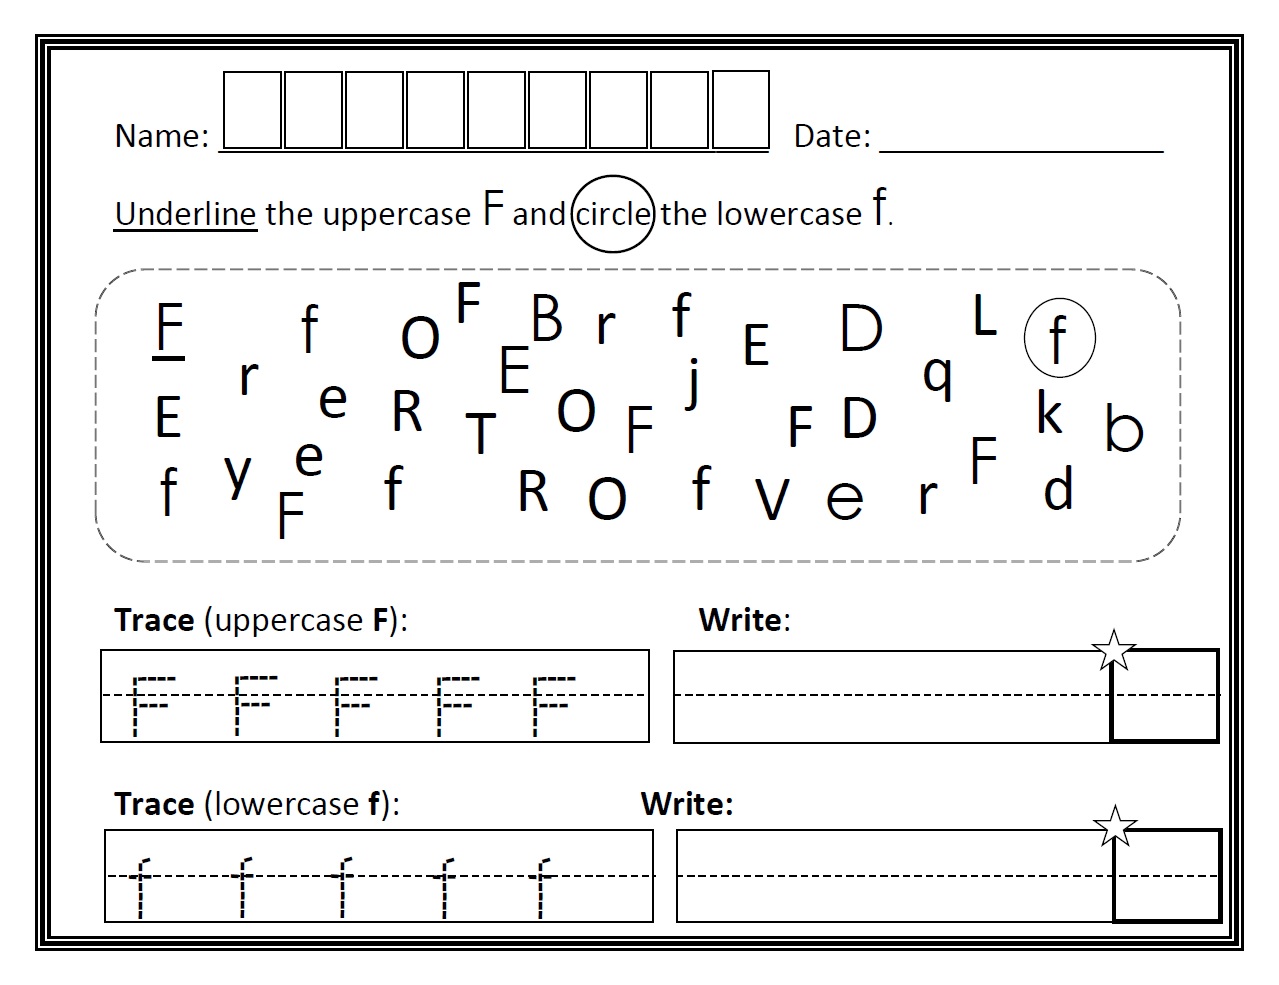 Name: Date:
Underline the uppercase F and circle the lowercase f.
F f O F B r f E D L f
r E j q
E e R T O F F D k b
f y e f R O f V e r F d
F
Trace (uppercase F): Write:
F F F F F
Trace (lowercase f): Write:
f f f f f